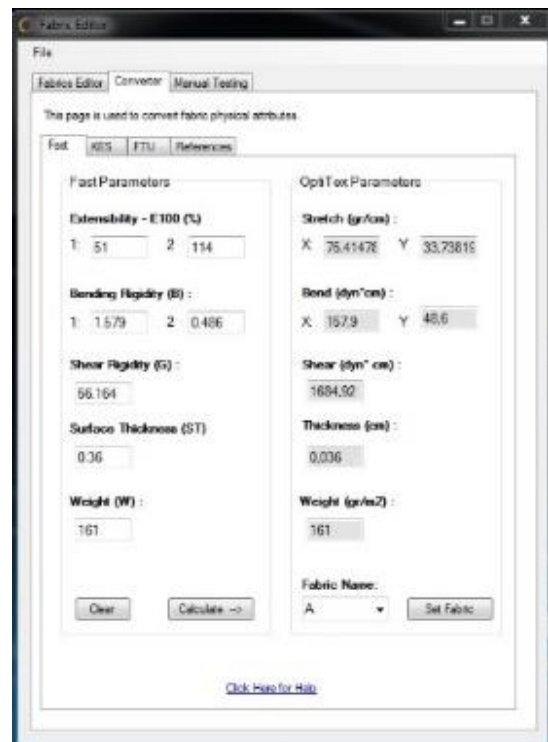 Fabric Editor
File
Fabrics Editor Converter Manual Testing
This page is used to convert fabric physical attributes
Fast KES FTU References
Fast Parameters
Extensibility - E100 (%)
1: 51 2 114
Bending Rigidity (B) :
1: 1.579 2 0.486
Shear Rigidity (G) :
56.164
Surface Thickness (ST)
0.36
Weight (W) :
161
Clear Calculate -->
OptiTex Parameters
Stretch (gr/cm) :
X: 76.41478 Y 33.73819
Bend (dyn*cm) :
X: 157.9 Y 48.6
Shear (dyn* cm) :
1684.92
Thickness (cm) :
0.036
Weight (gr/m2) :
161
Fabric Name:
A Set Fabric
Click Here for Help